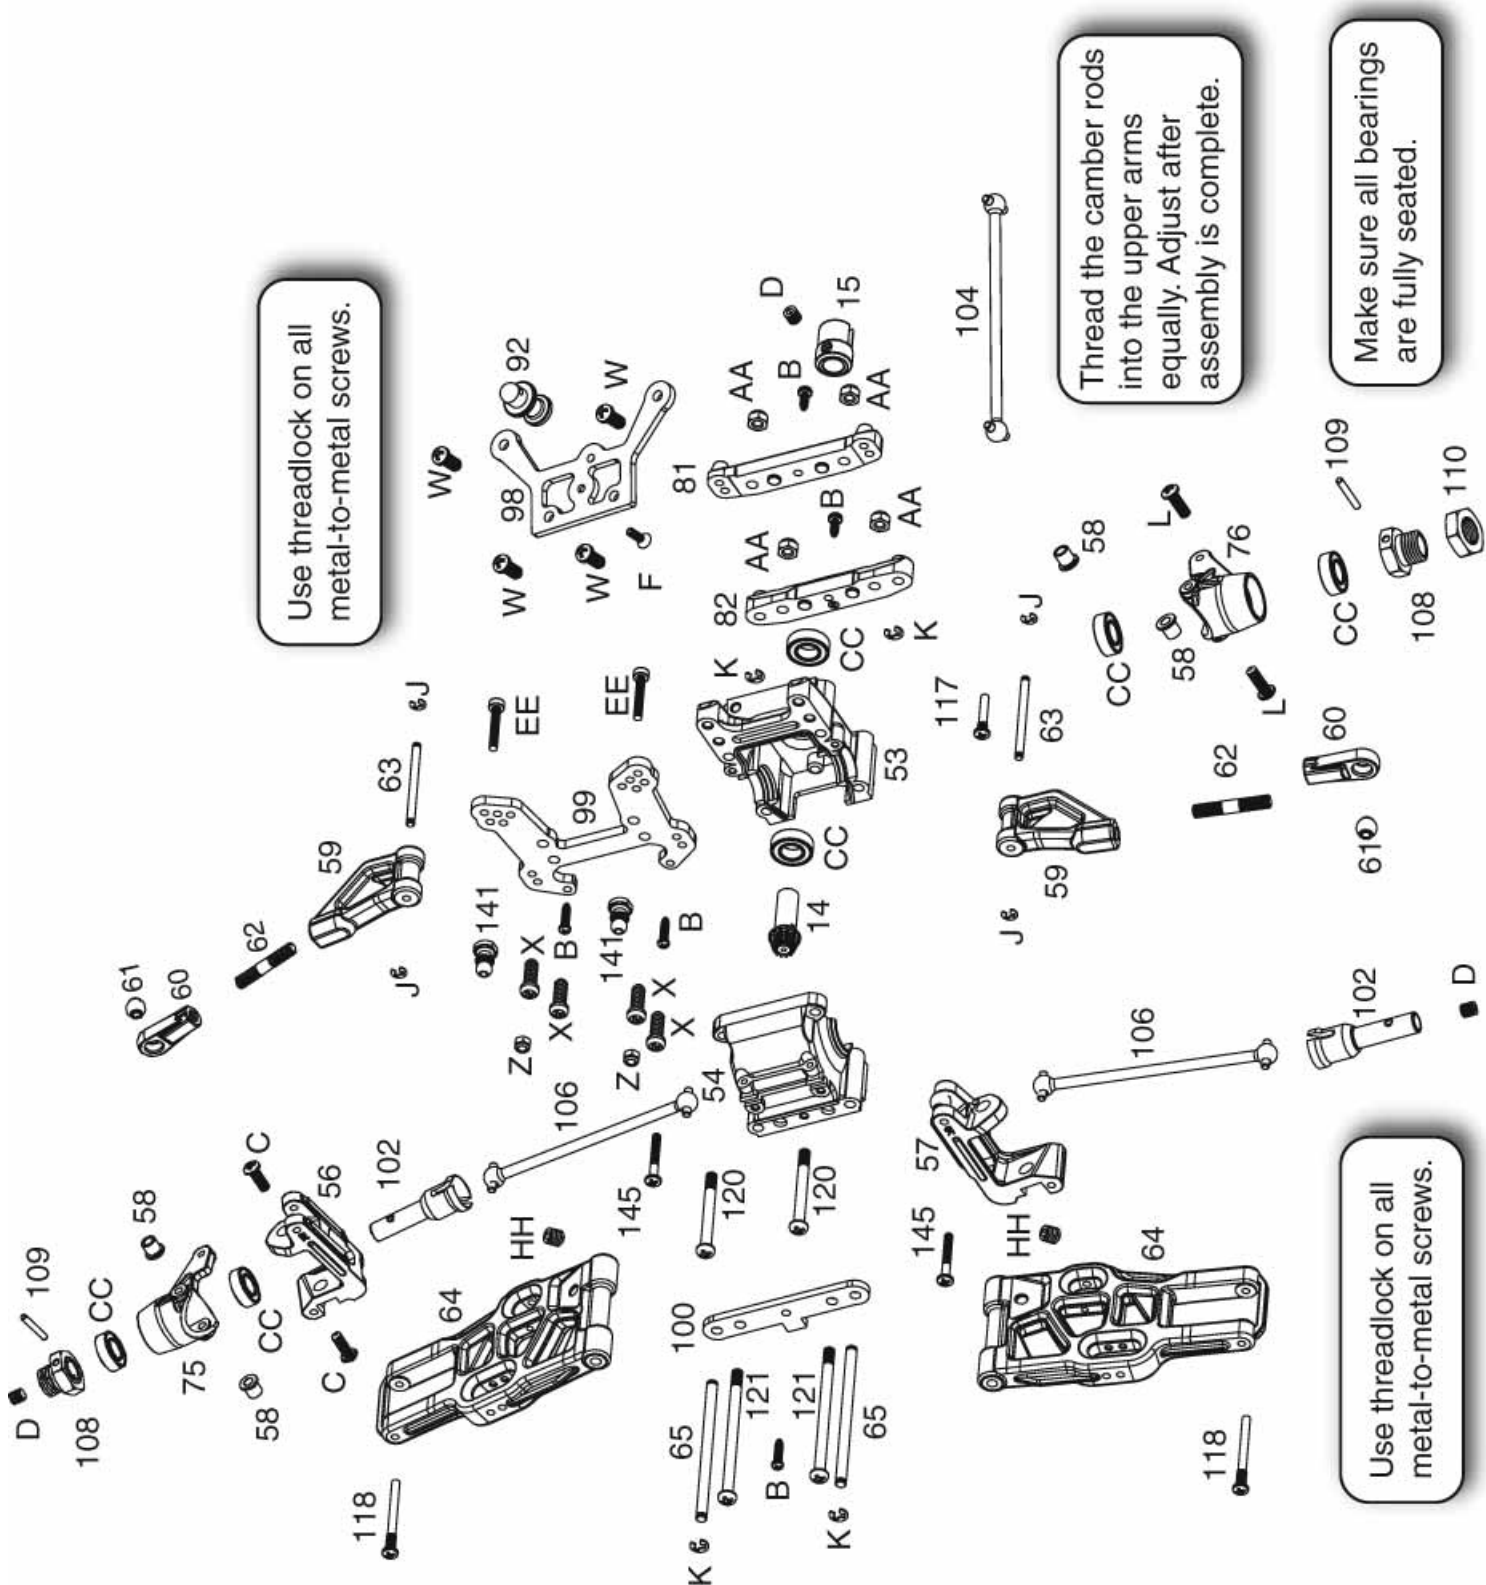 D
109
108
CC
58
61
60
75
C
62
58
CC
Use threadlock on all
metal-to-metal screws.
C
56
59
118
102
63
J
J
64
W
141
HH
Z
X
EE
W
98
92
106
X
B
99
W
141
EE
W
145
Z
X
F
65
100
X
B
81
K
54
K
82
120
AA
121
AA
D
B
B
121
120
14
B
K
CC
CC
15
65
53
AA
AA
145
57
K
117
104
HH
J
J
59
63
58
CC
Thread the camber rods
into the upper arms
equally. Adjust after
assembly is complete.
64
106
L
58
118
62
76
L
60
109
CC
102
61
Make sure all bearings
are fully seated.
Use threadlock on all
metal-to-metal screws.
108
110
D